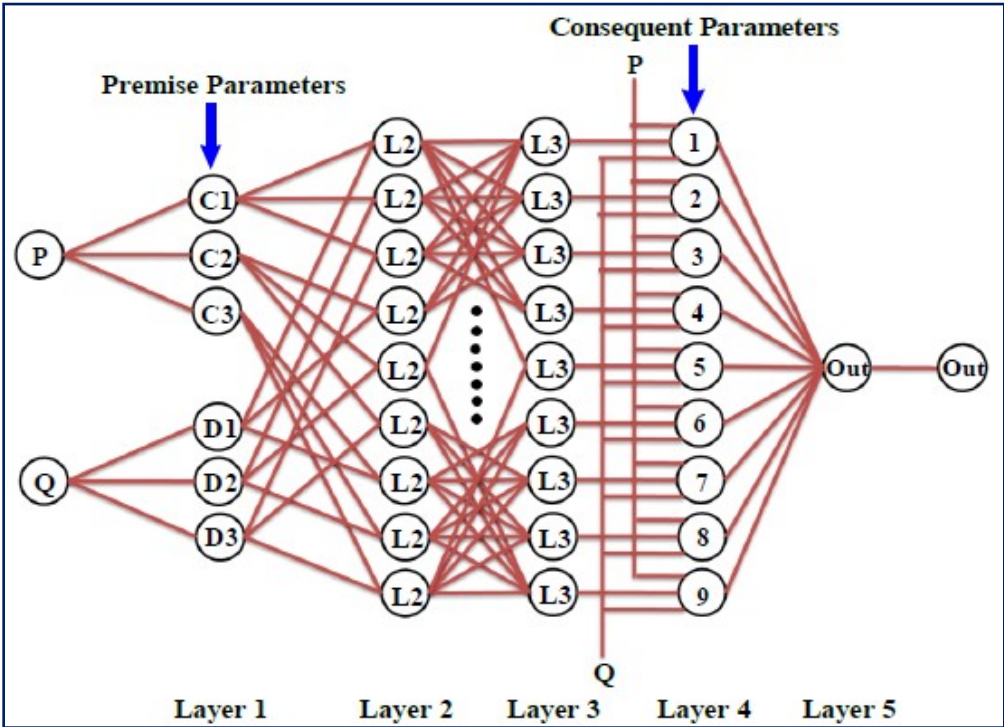 Consequent Parameters
P
Premise Parameters
L2 L3 1
C1 L2 L3 2
P C2 L2 L3 3
C3 L2 L3 4
L2 L3 5 Out Out
D1 L2 L3 6
Q D2 L2 L3 7
D3 L2 L3 8
L2 L3 9
Q
Layer 1 Layer 2 Layer 3 Layer 4 Layer 5